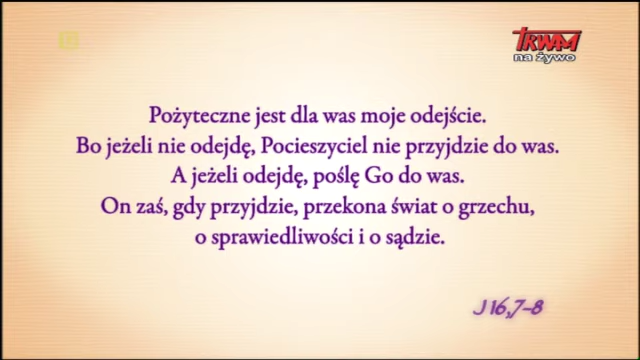 TRWAM
na żywo
Pożyteczne jest dla was moje odejście.
Bo jeżeli nie odejdę, Pocieszyciel nie przyjdzie do was.
A jeżeli odejdę, poślę Go do was.
On zaś, gdy przyjdzie, przekona świat o grzechu,
o sprawiedliwości i o sądzie.
J 16,7-8